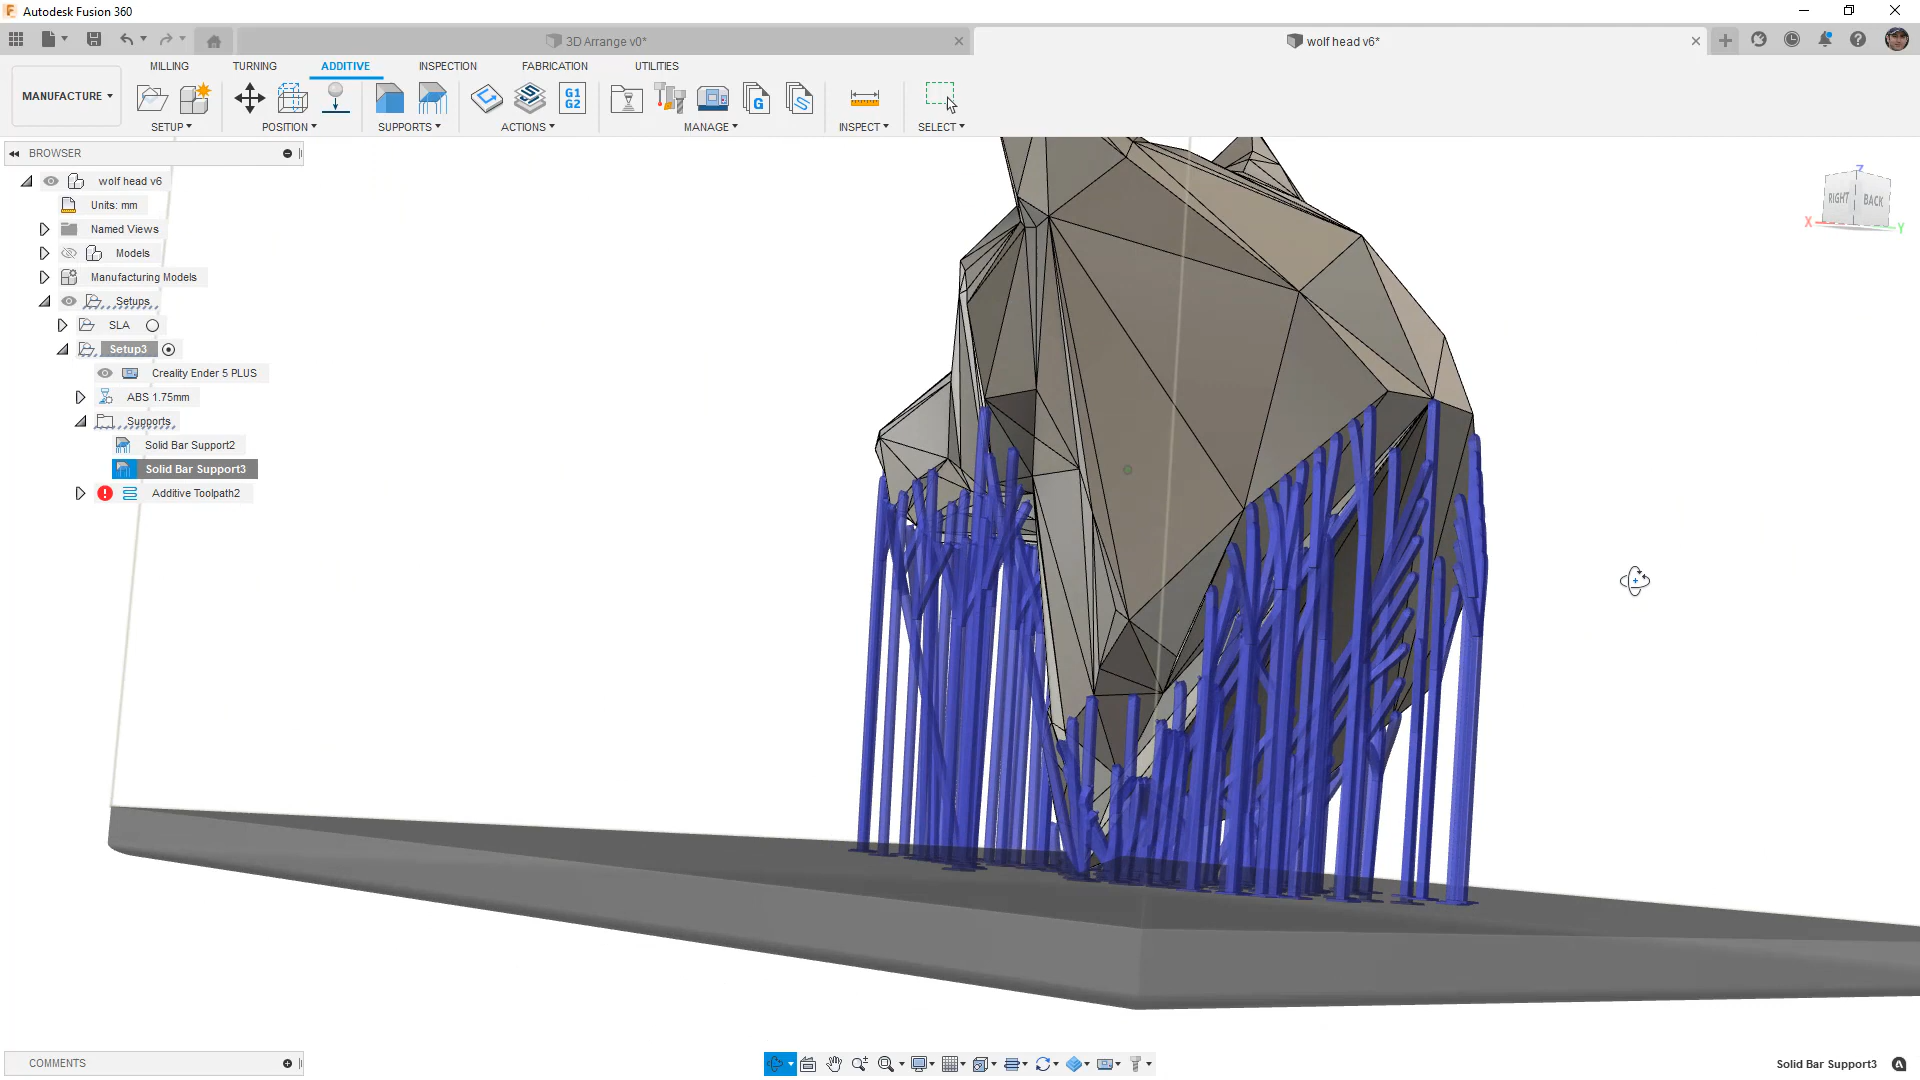 Autodesk Fusion 360
3D Arrange v0*
wolf head v6*
MILLING TURNING ADDITIVE INSPECTION FABRICATION UTILITIES
MANUFACTURE
G1
G2
G
SETUP POSITION SUPPORTS ACTIONS MANAGE INSPECT SELECT
BROWSER
wolf head v6
Units: mm
Named Views
Models
Manufacturing Models
Setups
SLA
Setup3
Creality Ender 5 PLUS
ABS 1.75mm
Supports
Solid Bar Support2
Solid Bar Support3
Additive Toolpath2
Z
RIGHT BACK
X Y
COMMENTS
Solid Bar Support3